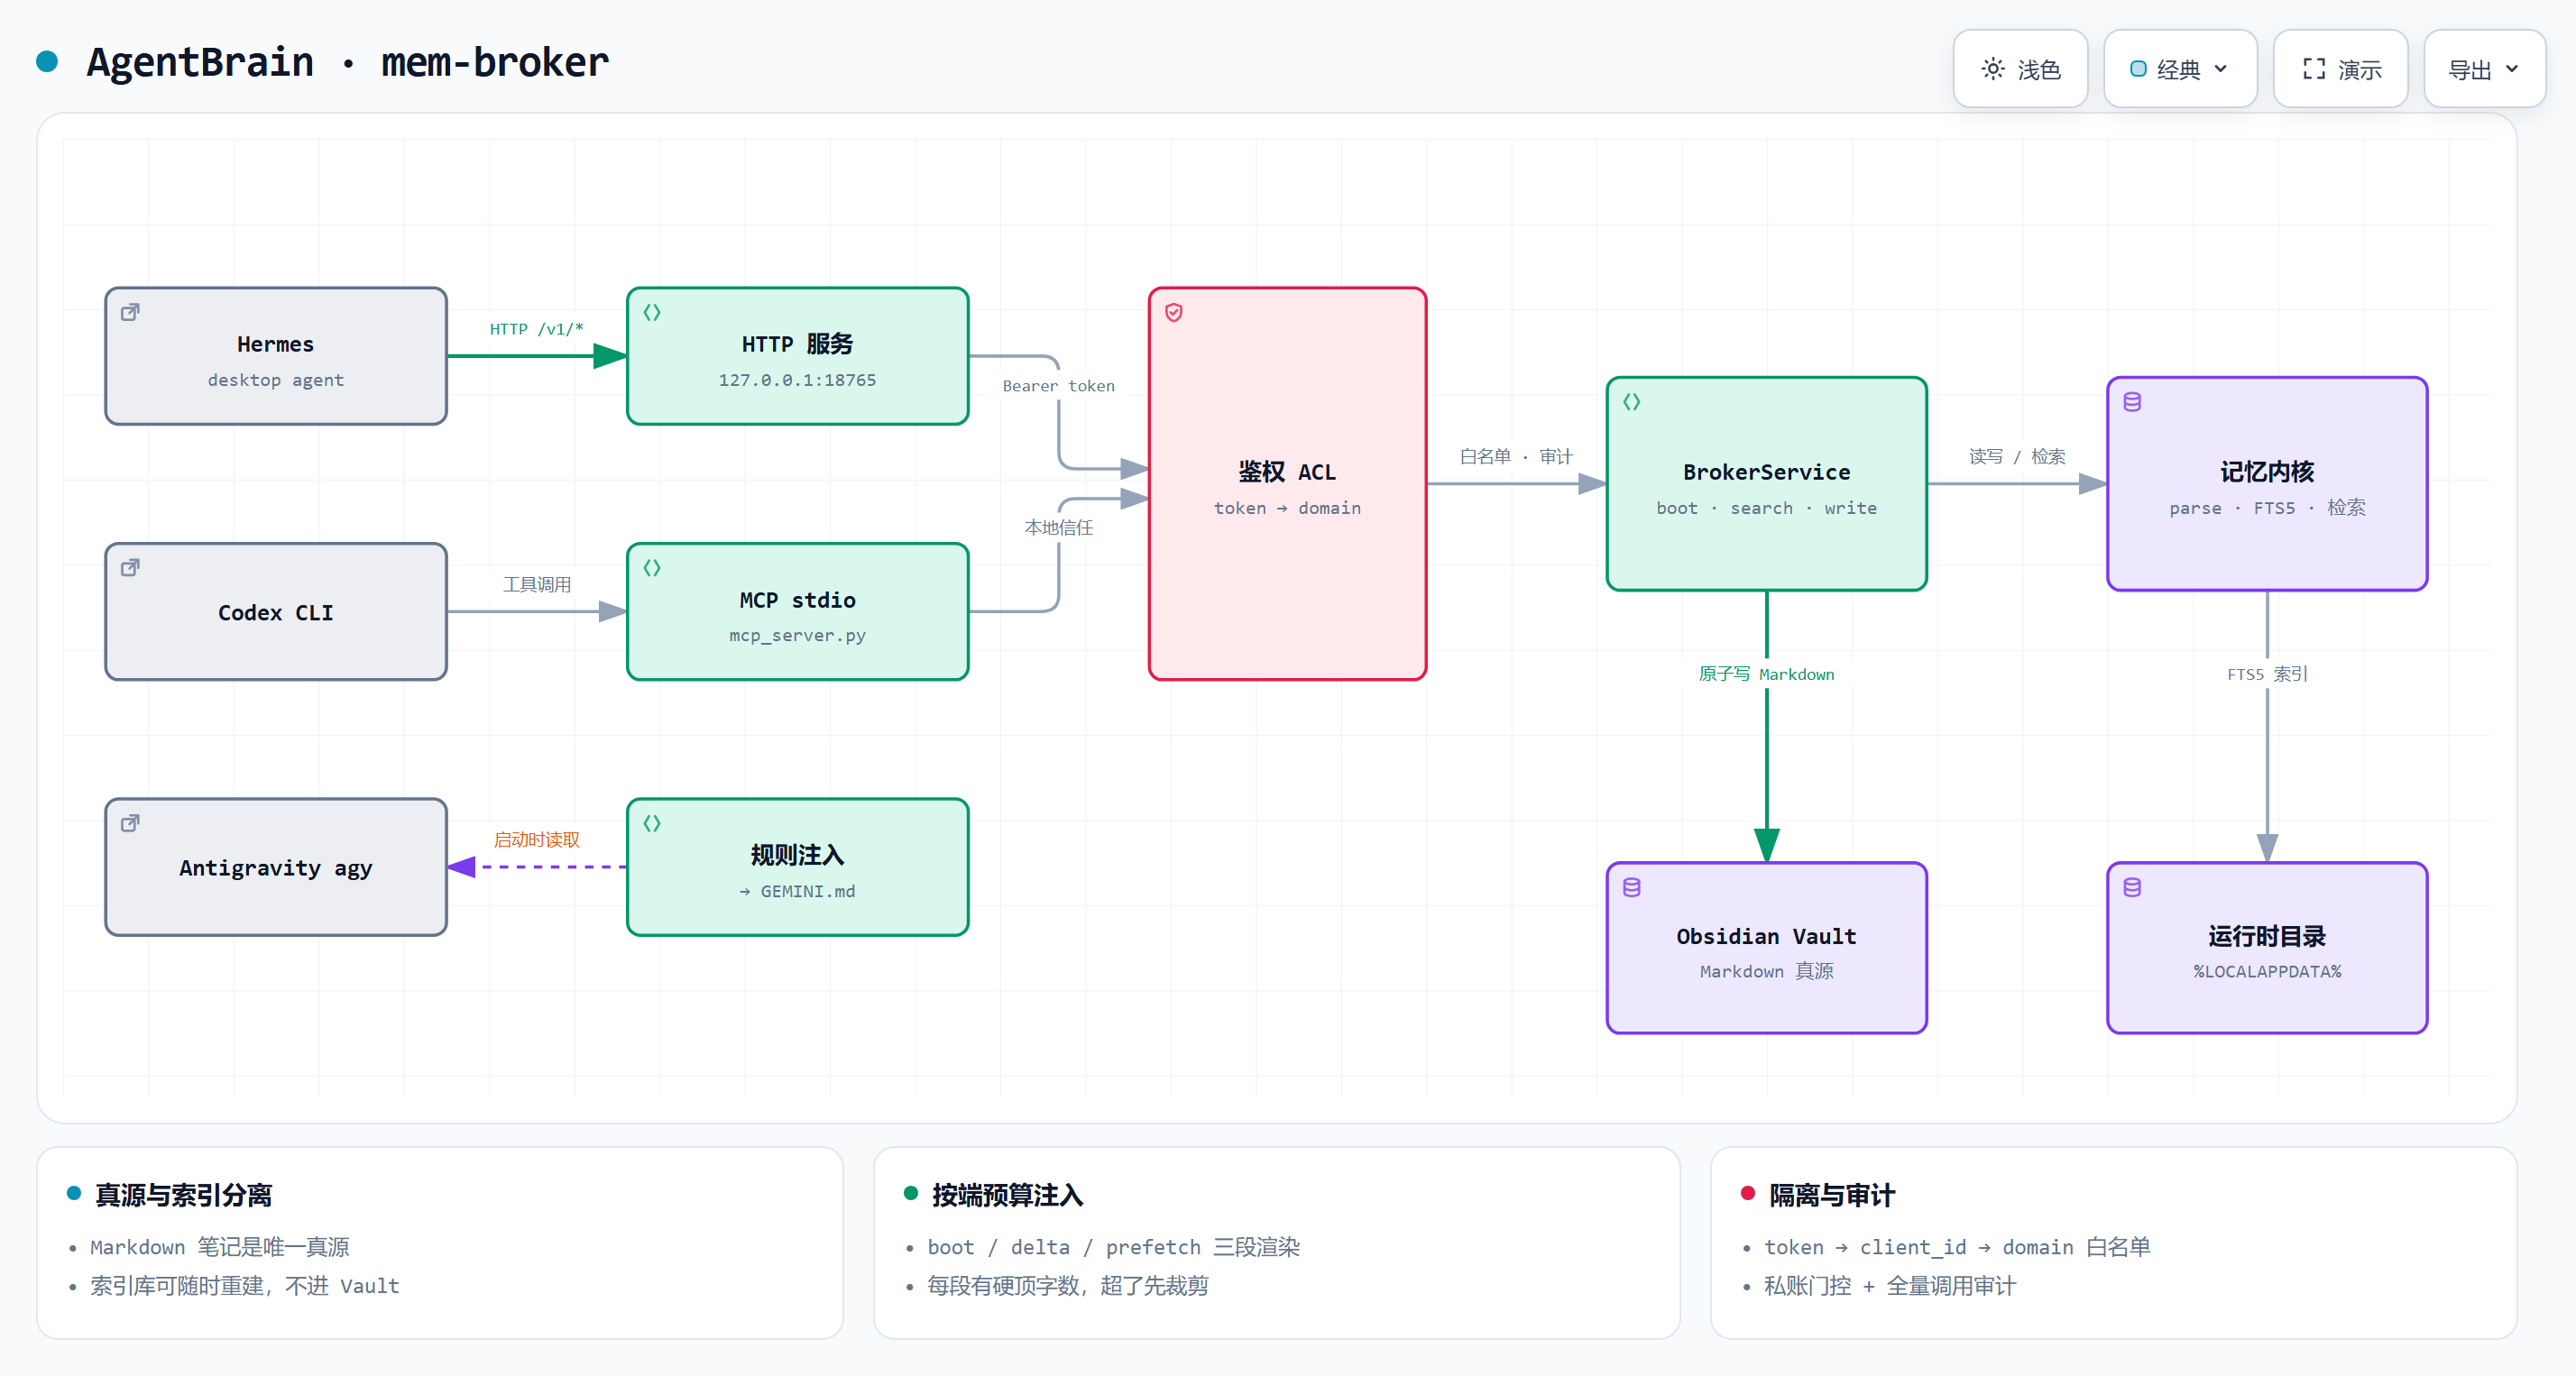 AgentBrain · mem-broker
浅色
经典
演示
导出
Hermes
desktop agent
HTTP /v1/*
HTTP 服务
127.0.0.1:18765
Bearer token
Codex CLI
工具调用
MCP stdio
mcp_server.py
本地信任
鉴权 ACL
token → domain
白名单 · 审计
BrokerService
boot · search · write
读写 / 检索
记忆内核
parse · FTS5 · 检索
原子写 Markdown
FTS5 索引
Antigravity agy
启动时读取
规则注入
→ GEMINI.md
Obsidian Vault
Markdown 真源
运行时目录
%LOCALAPPDATA%
真源与索引分离
• Markdown 笔记是唯一真源
• 索引库可随时重建，不进 Vault
按端预算注入
• boot / delta / prefetch 三段渲染
• 每段有硬顶字数，超了先裁剪
隔离与审计
• token → client_id → domain 白名单
• 私账门控 + 全量调用审计